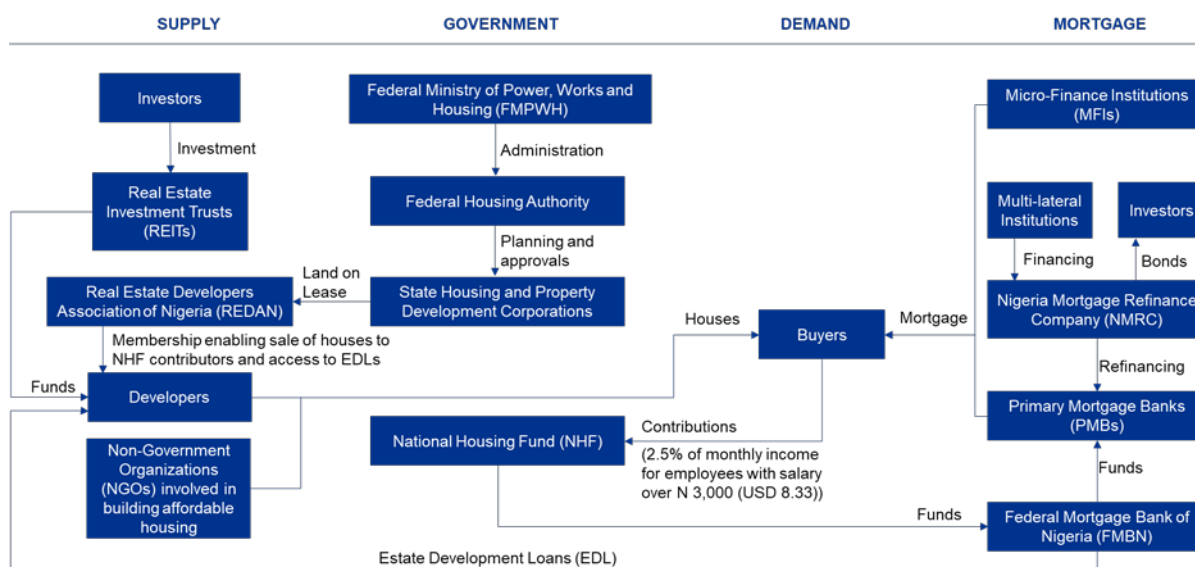 SUPPLY
GOVERNMENT
DEMAND
MORTGAGE
Investors
Investment
Real Estate
Investment Trusts
(REITs)
Real Estate Developers
Association of Nigeria (REDAN)
Membership enabling sale of houses to
NHF contributors and access to EDLs
Funds
Developers
Non-Government
Organizations
(NGOs) involved in
building affordable
housing
Federal Ministry of Power, Works and
Housing (FMPWH)
Administration
Federal Housing Authority
Planning and
approvals
Land on
Lease
State Housing and Property
Development Corporations
National Housing Fund (NHF)
Estate Development Loans (EDL)
Houses
Buyers
Mortgage
Contributions
(2.5% of monthly income
for employees with salary
over N 3,000 (USD 8.33))
Funds
Micro-Finance Institutions
(MFIs)
Multi-lateral
Institutions
Investors
Financing
Bonds
Nigeria Mortgage Refinance
Company (NMRC)
Refinancing
Primary Mortgage Banks
(PMBs)
Funds
Federal Mortgage Bank of
Nigeria (FMBN)